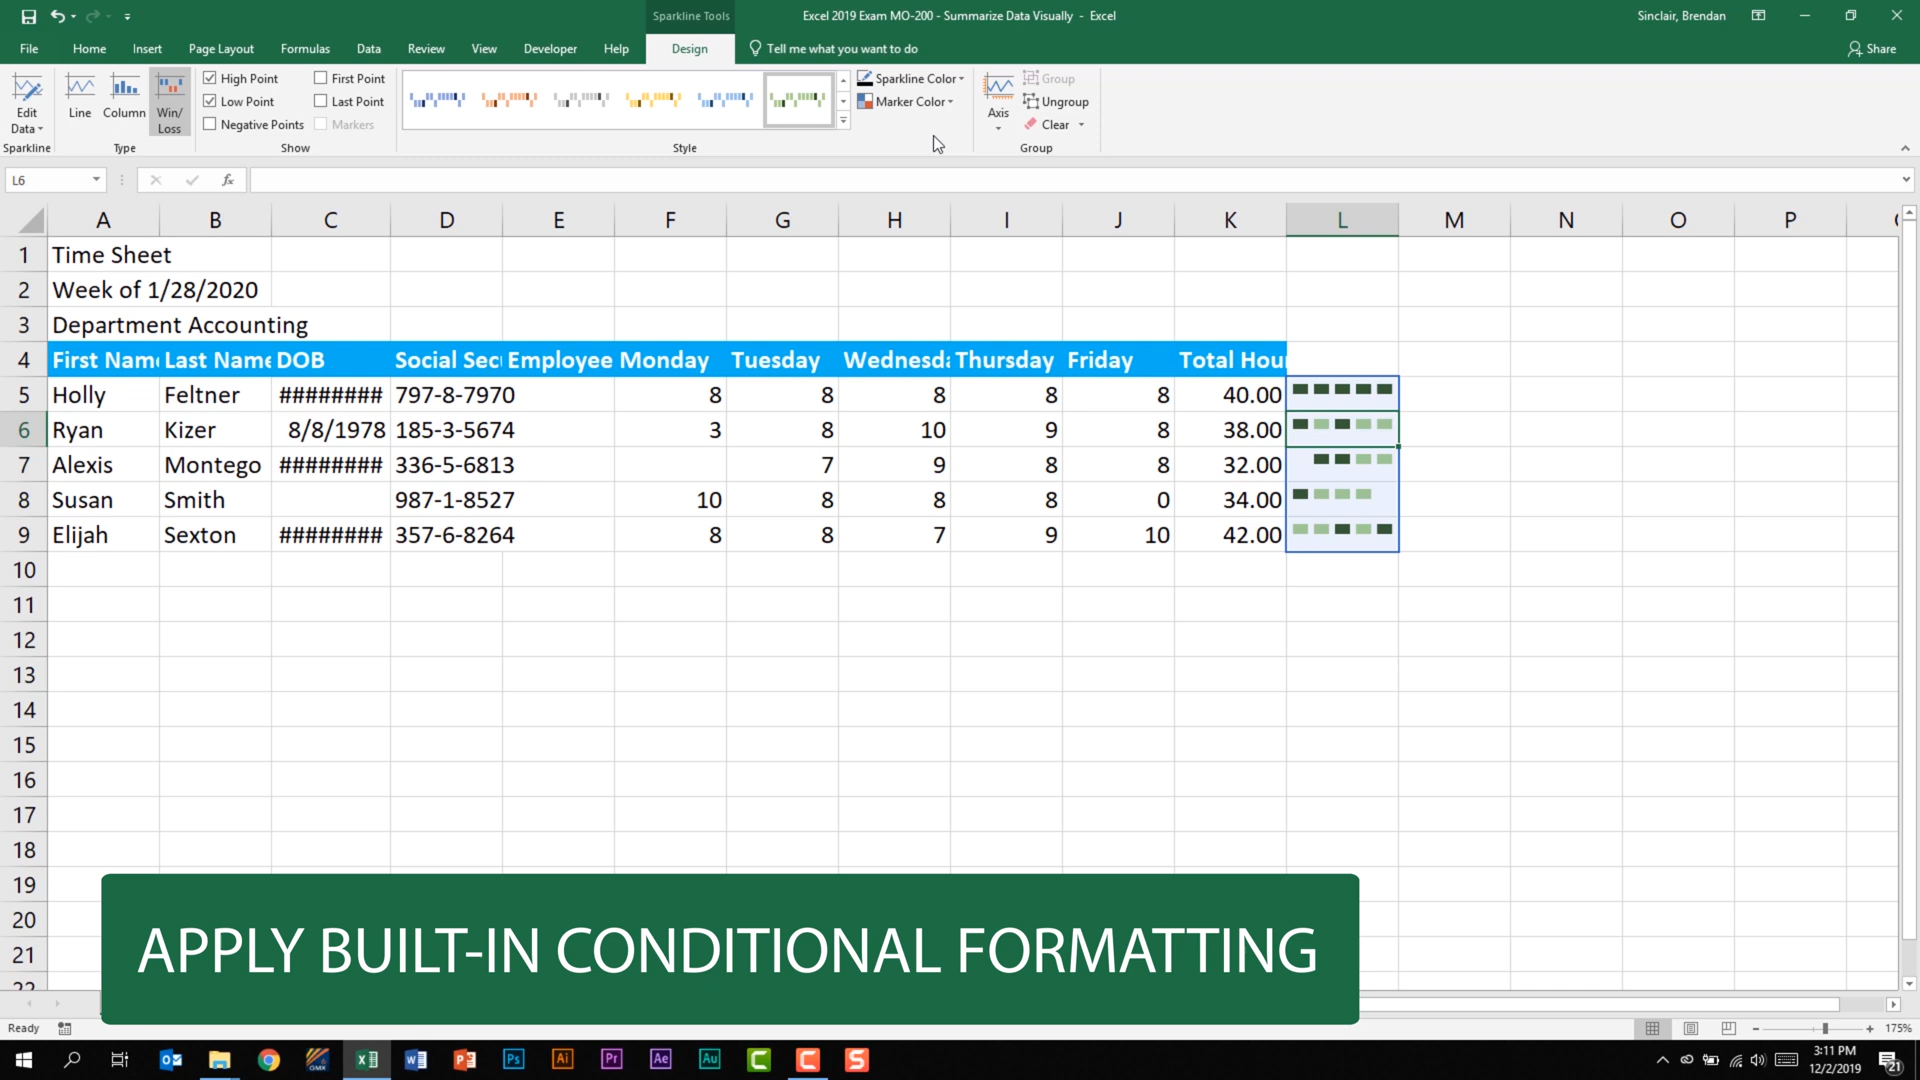 Sparkline Tools
Excel 2019 Exam MO-200 - Summarize Data Visually - Excel
Sinclair, Brendan
File Home Insert Page Layout Formulas Data Review View Developer Help Design Tell me what you want to do Share
Edit Data
Line
Column
Win/Loss
High Point
First Point
Low Point
Last Point
Negative Points
Markers
Sparkline Color
Marker Color
Axis
Group
Ungroup
Clear
Sparkline Type Show Style Group
L6
fx
A B C D E F G H I J K L M N O P
1 Time Sheet
2 Week of 1/28/2020
3 Department Accounting
4 First Nam Last Name DOB Social Sec Employee Monday Tuesday Wednesd Thursday Friday Total Hou
5 Holly Feltner ######## 797-8-7970 8 8 8 8 8 40.00
6 Ryan Kizer 8/8/1978 185-3-5674 3 8 10 9 8 38.00
7 Alexis Montego ######## 336-5-6813 7 9 8 8 32.00
8 Susan Smith 987-1-8527 10 8 8 8 0 34.00
9 Elijah Sexton ######## 357-6-8264 8 8 7 9 10 42.00
10
11
12
13
14
15
16
17
18
19
20
21
22
APPLY BUILT-IN CONDITIONAL FORMATTING
Ready
175%
Ps Ai Pr Ae Au
3:11 PM
12/2/2019
21